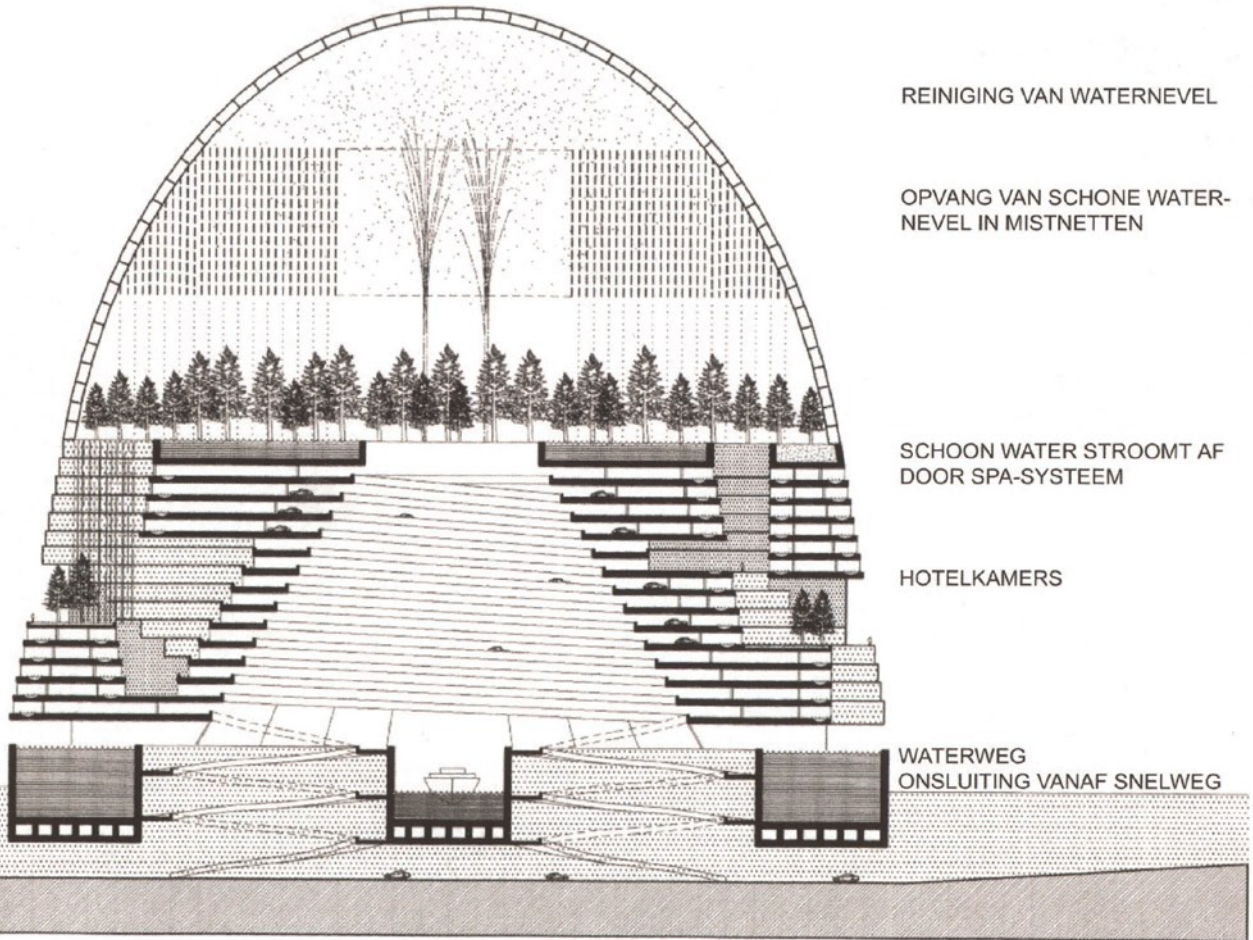 REINIGING VAN WATERNEVEL
OPVANG VAN SCHONE WATER-
NEVEL IN MISTNETTEN
SCHOON WATER STROOMT AF
DOOR SPA-SYSTEEM
HOTELKAMERS
WATERWEG
ONSLUITING VANAF SNELWEG